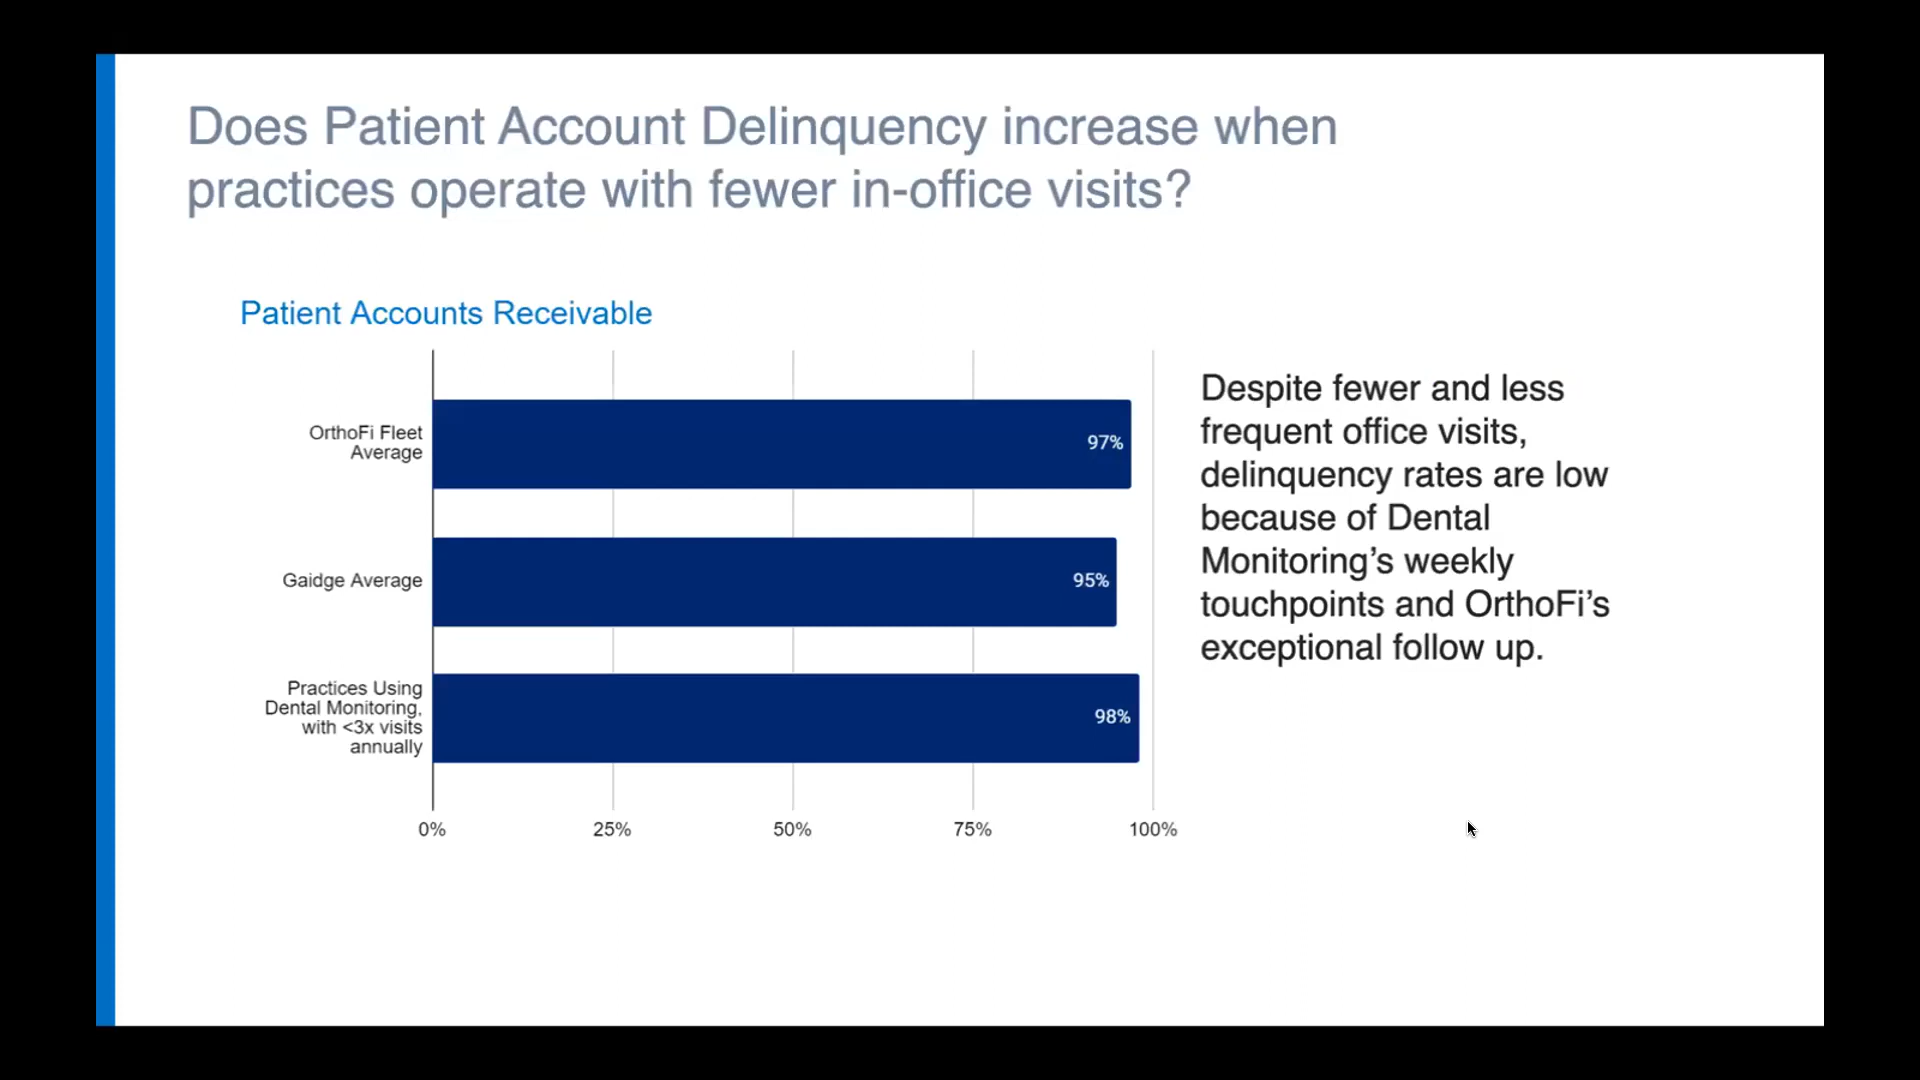 Does Patient Account Delinquency increase when
practices operate with fewer in-office visits?
Patient Accounts Receivable
OrthoFi Fleet
Average
97%
Gaidge Average
95%
Practices Using
Dental Monitoring,
with <3x visits
annually
98%
0%
25%
50%
75%
100%
Despite fewer and less
frequent office visits,
delinquency rates are low
because of Dental
Monitoring’s weekly
touchpoints and OrthoFi’s
exceptional follow up.